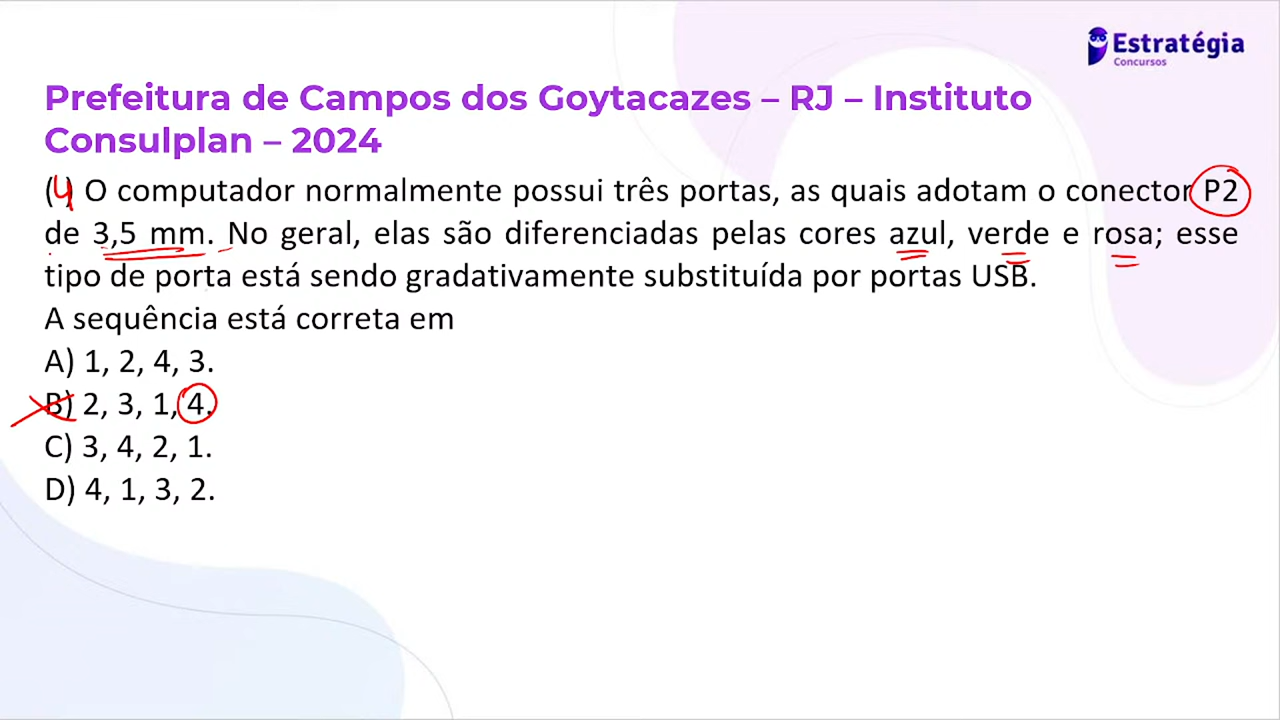 Estratégia
Concursos
Prefeitura de Campos dos Goytacazes – RJ – Instituto
Consulplan – 2024
(4) O computador normalmente possui três portas, as quais adotam o conector P2
de 3,5 mm. No geral, elas são diferenciadas pelas cores azul, verde e rosa; esse
tipo de porta está sendo gradativamente substituída por portas USB.
A sequência está correta em
A) 1, 2, 4, 3.
B) 2, 3, 1, 4.
C) 3, 4, 2, 1.
D) 4, 1, 3, 2.